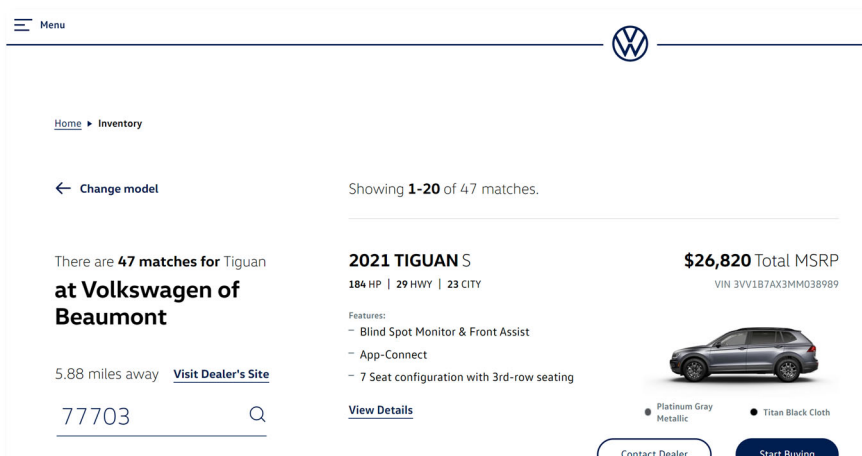 Menu
Home ▸ Inventory
← Change model
Showing 1-20 of 47 matches.
There are 47 matches for Tiguan
at Volkswagen of
Beaumont
5.88 miles away Visit Dealer's Site
77703
2021 TIGUAN S
184 HP | 29 HWY | 23 CITY
Features:
– Blind Spot Monitor & Front Assist
– App-Connect
– 7 Seat configuration with 3rd-row seating
View Details
$26,820 Total MSRP
VIN 3VV1B7AX3MM038989
Platinum Gray
Metallic
Titan Black Cloth
Contact Dealer
Start Buying